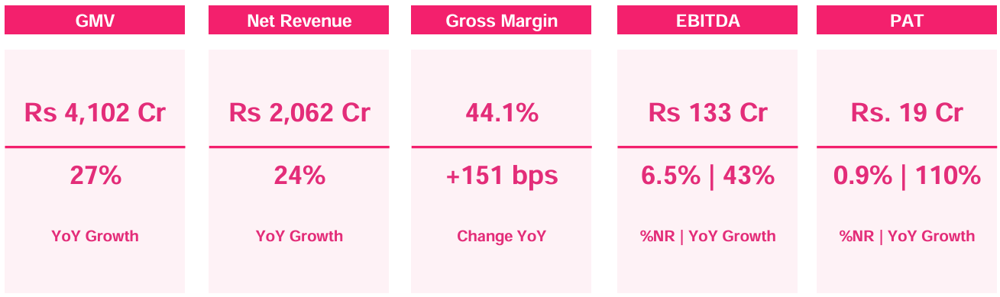 GMV
Rs 4,102 Cr
27%
YoY Growth
Net Revenue
Rs 2,062 Cr
24%
YoY Growth
Gross Margin
44.1%
+151 bps
Change YoY
EBITDA
Rs 133 Cr
6.5% | 43%
%NR | YoY Growth
PAT
Rs. 19 Cr
0.9% | 110%
%NR | YoY Growth